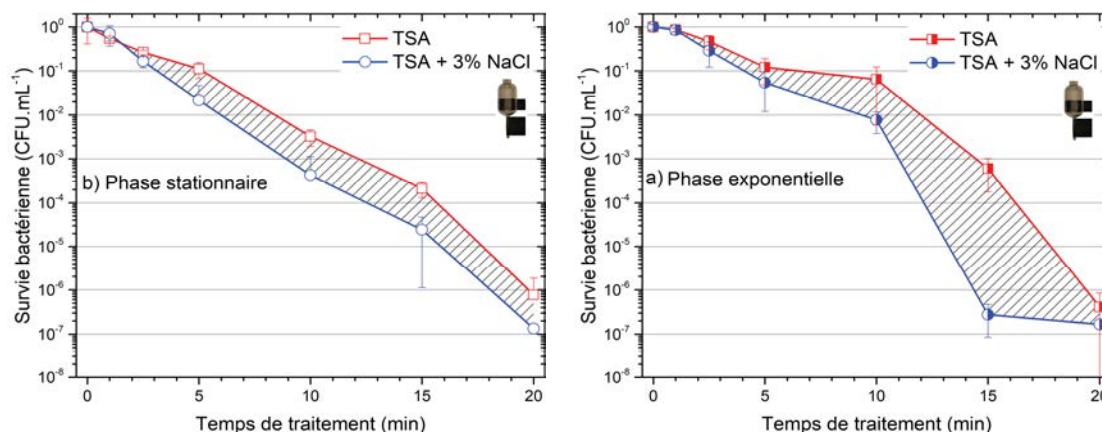 10⁰
10⁻¹
10⁻²
10⁻³
10⁻⁴
10⁻⁵
10⁻⁶
10⁻⁷
10⁻⁸
Survie bactérienne (CFU.mL⁻¹)
TSA
TSA + 3% NaCl
b) Phase stationnaire
0 5 10 15 20
Temps de traitement (min)
10⁰
10⁻¹
10⁻²
10⁻³
10⁻⁴
10⁻⁵
10⁻⁶
10⁻⁷
10⁻⁸
Survie bactérienne (CFU.mL⁻¹)
TSA
TSA + 3% NaCl
a) Phase exponentielle
0 5 10 15 20
Temps de traitement (min)